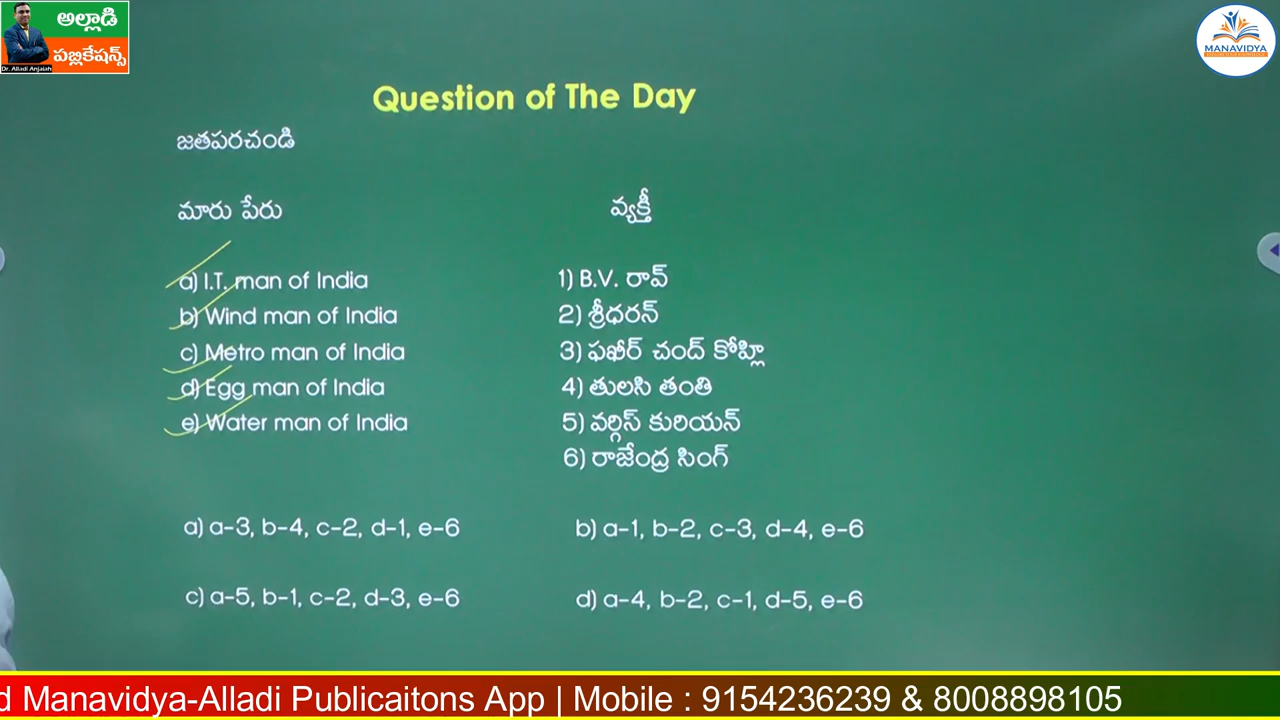 అల్లాడి
పబ్లికేషన్స్
Dr. Alladi Anjaiah
MANAVIDYA
Question of The Day
జతపరచండి
మారు పేరు వ్యక్తీ
a) I.T. man of India 1) B.V. రావ్
b) Wind man of India 2) శ్రీధరన్
c) Metro man of India 3) ఫఖీర్ చంద్ కోహ్లి
d) Egg man of India 4) తులసి తంతి
e) Water man of India 5) వర్గిస్ కురియన్
6) రాజేంద్ర సింగ్
a) a-3, b-4, c-2, d-1, e-6 b) a-1, b-2, c-3, d-4, e-6
c) a-5, b-1, c-2, d-3, e-6 d) a-4, b-2, c-1, d-5, e-6
d Manavidya-Alladi Publicaitons App | Mobile : 9154236239 & 8008898105